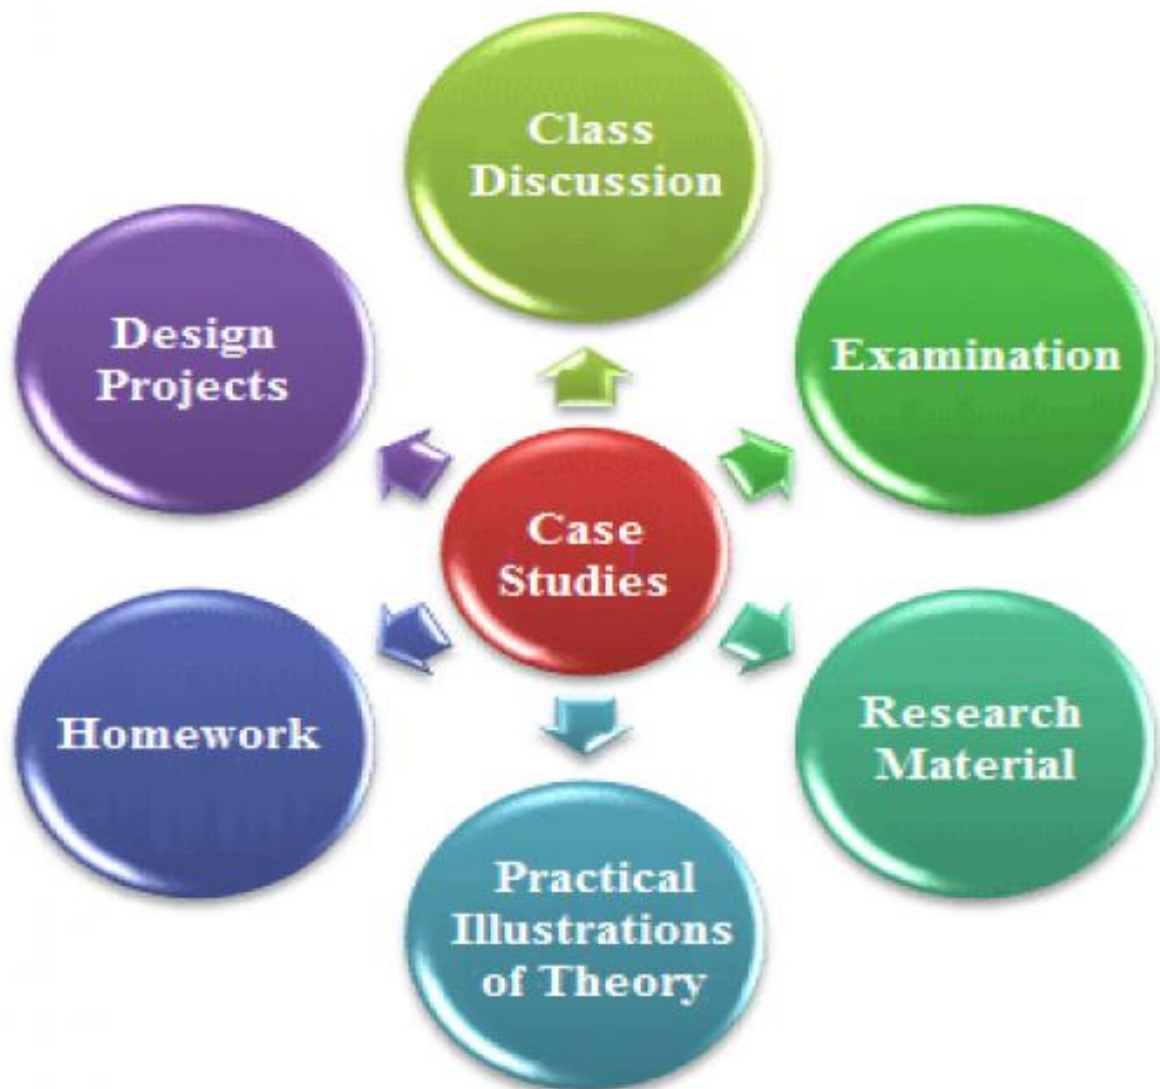 Class
Discussion
Examination
Research
Material
Practical
Illustrations
of Theory
Homework
Design
Projects
Case
Studies